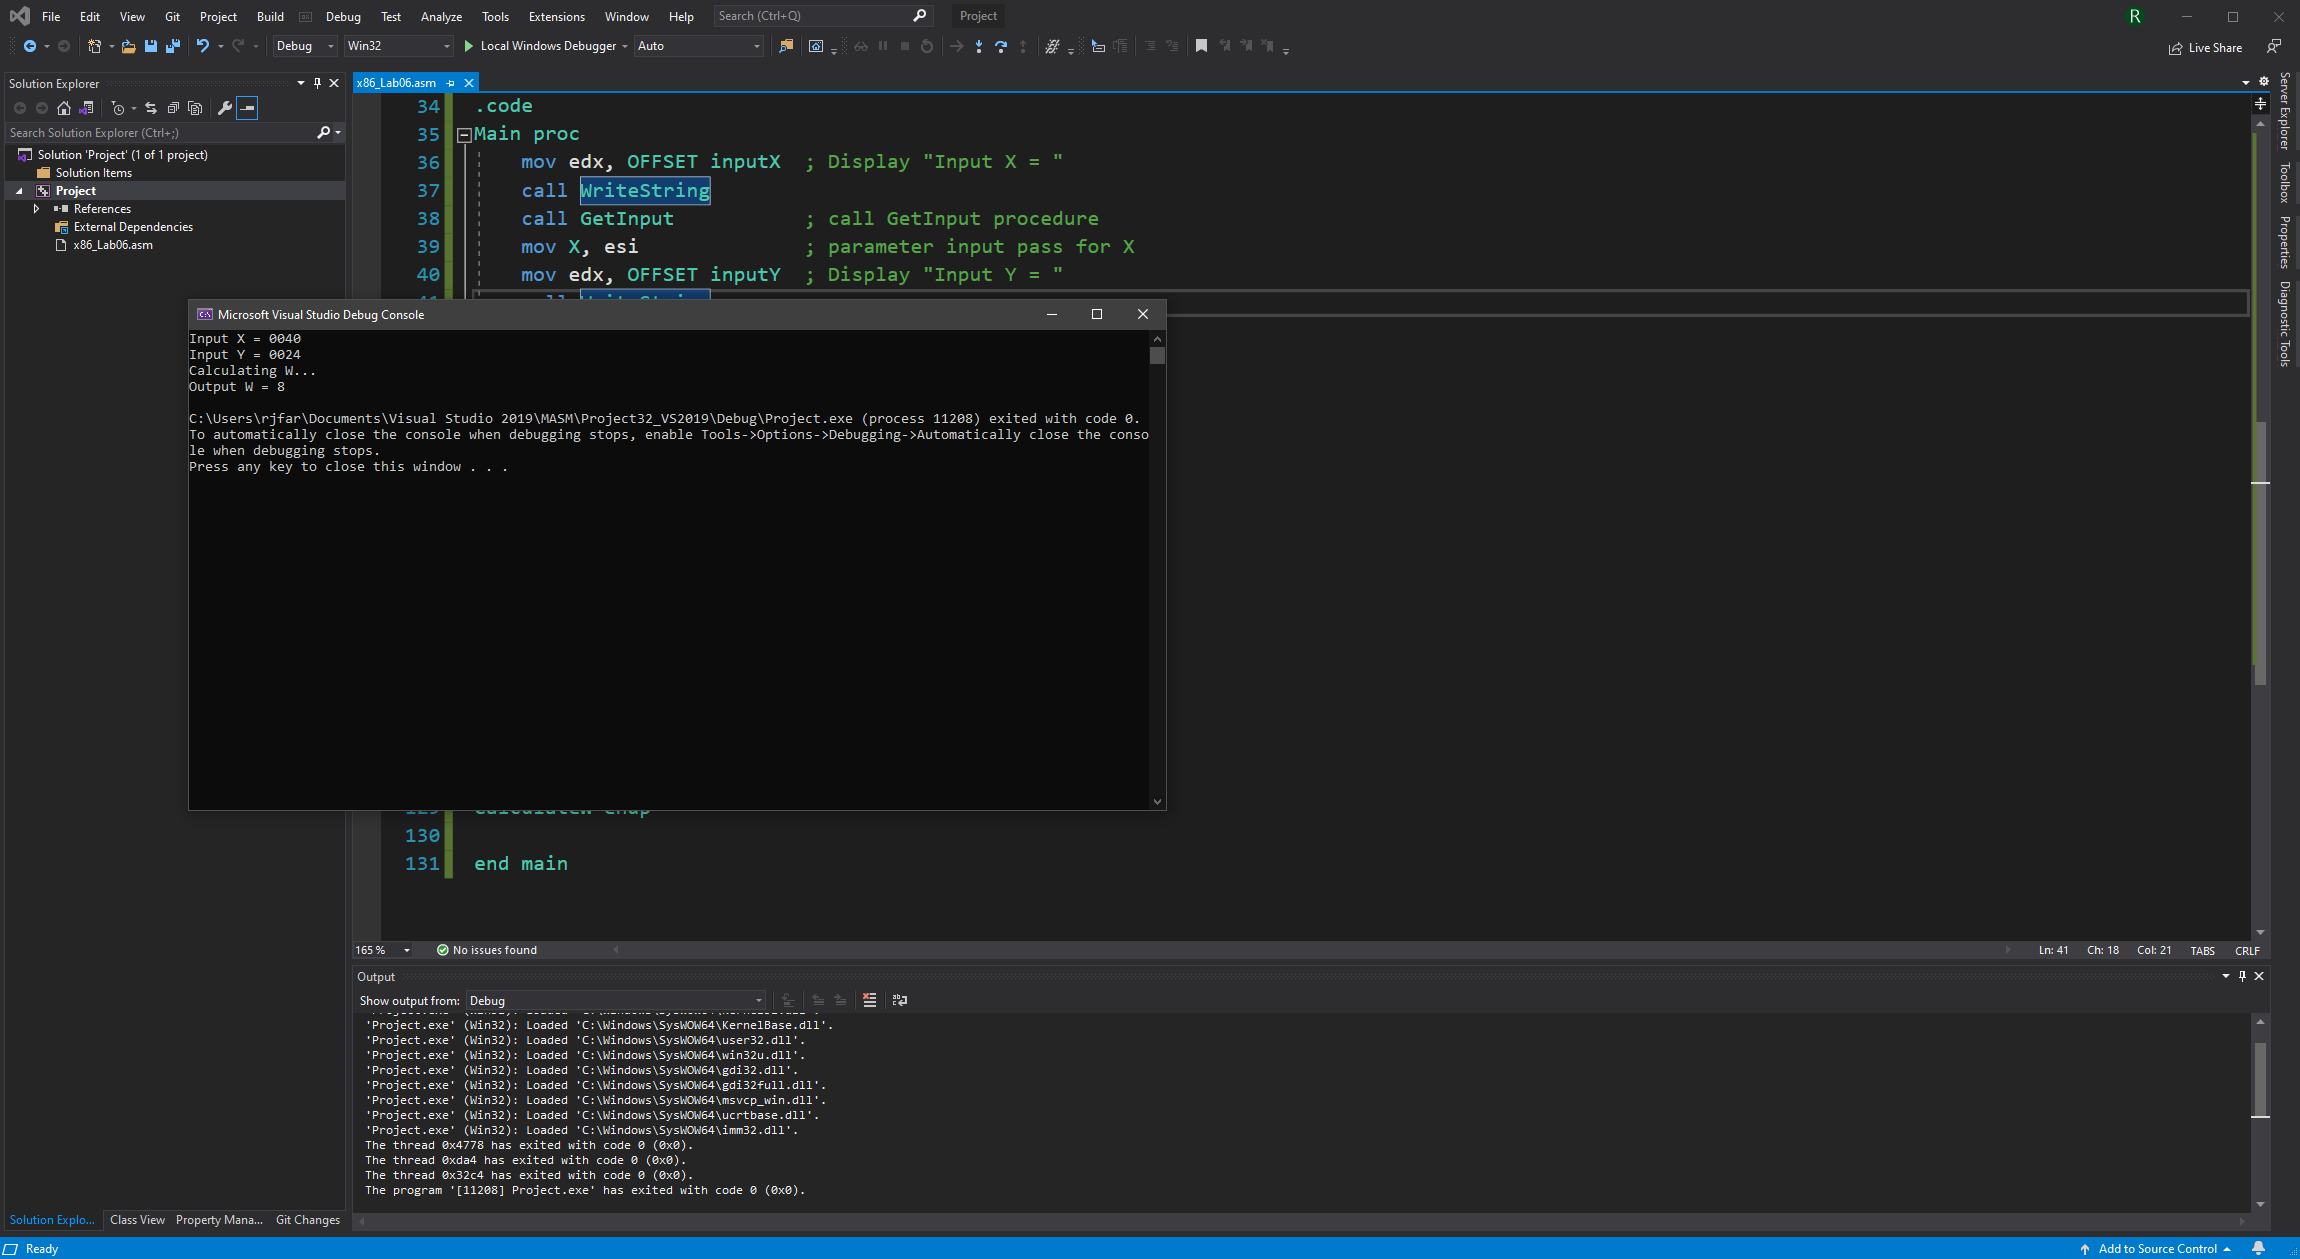 File Edit View Git Project Build Debug Test Analyze Tools Extensions Window Help Search (Ctrl+Q) Project R
Debug Win32 Local Windows Debugger Auto Live Share
Solution Explorer
Search Solution Explorer (Ctrl+;)
Solution 'Project' (1 of 1 project)
Solution Items
Project
References
External Dependencies
x86_Lab06.asm
x86_Lab06.asm
34 .code
35 Main proc
36 mov edx, OFFSET inputX ; Display "Input X = "
37 call WriteString
38 call GetInput ; call GetInput procedure
39 mov X, esi ; parameter input pass for X
40 mov edx, OFFSET inputY ; Display "Input Y = "
Microsoft Visual Studio Debug Console
Input X = 0040
Input Y = 0024
Calculating W...
Output W = 8
C:\Users\rjfar\Documents\Visual Studio 2019\MASM\Project32_VS2019\Debug\Project.exe (process 11208) exited with code 0.
To automatically close the console when debugging stops, enable Tools->Options->Debugging->Automatically close the conso
le when debugging stops.
Press any key to close this window . . .
130
131 end main
165 % No issues found Ln: 41 Ch: 18 Col: 21 TABS CRLF
Output
Show output from: Debug
'Project.exe' (Win32): Loaded 'C:\Windows\SysWOW64\KernelBase.dll'.
'Project.exe' (Win32): Loaded 'C:\Windows\SysWOW64\user32.dll'.
'Project.exe' (Win32): Loaded 'C:\Windows\SysWOW64\win32u.dll'.
'Project.exe' (Win32): Loaded 'C:\Windows\SysWOW64\gdi32.dll'.
'Project.exe' (Win32): Loaded 'C:\Windows\SysWOW64\gdi32full.dll'.
'Project.exe' (Win32): Loaded 'C:\Windows\SysWOW64\msvcp_win.dll'.
'Project.exe' (Win32): Loaded 'C:\Windows\SysWOW64\ucrtbase.dll'.
'Project.exe' (Win32): Loaded 'C:\Windows\SysWOW64\imm32.dll'.
The thread 0x4778 has exited with code 0 (0x0).
The thread 0xda4 has exited with code 0 (0x0).
The thread 0x32c4 has exited with code 0 (0x0).
The program '[11208] Project.exe' has exited with code 0 (0x0).
Solution Explo... Class View Property Mana... Git Changes
Ready Add to Source Control
Server Explorer
Toolbox
Properties
Diagnostic Tools